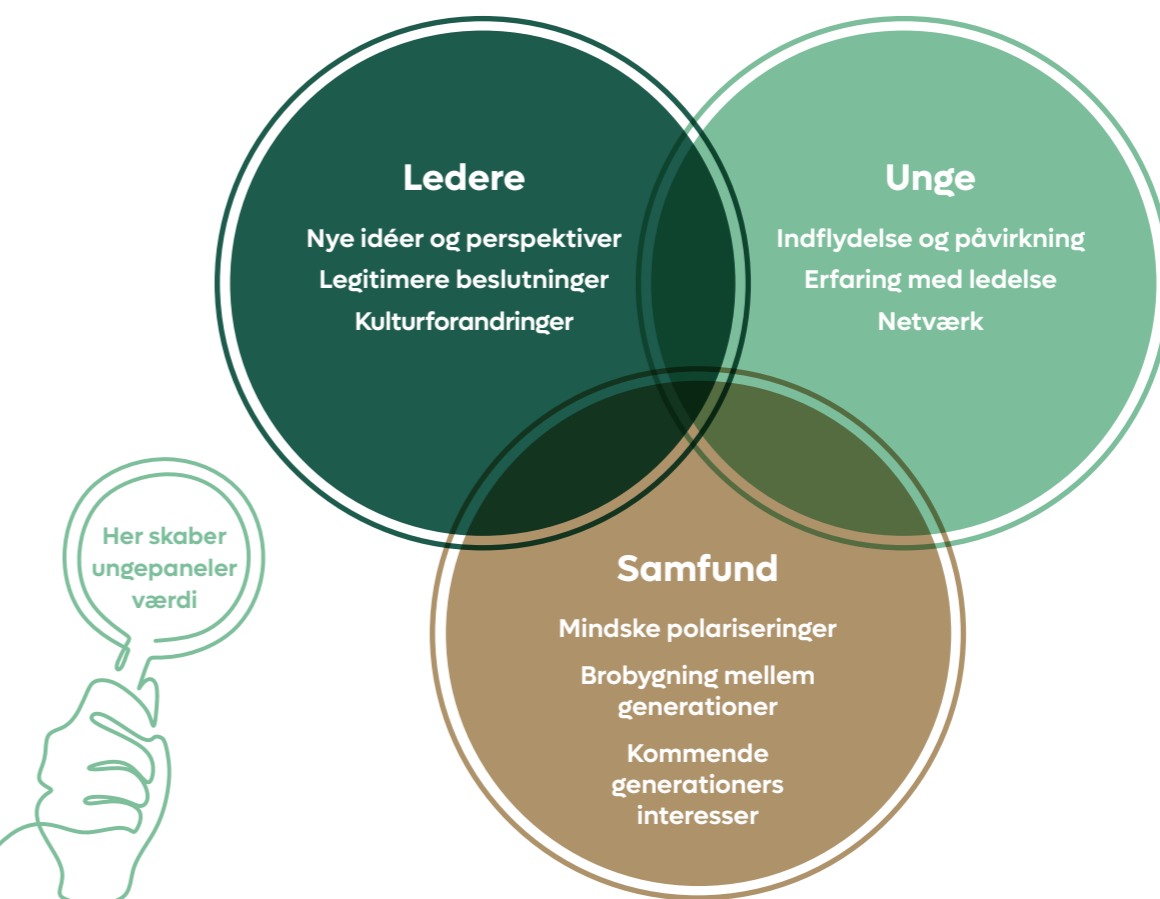 Ledere
Nye idéer og perspektiver
Legitimere beslutninger
Kulturforandringer
Unge
Indflydelse og påvirkning
Erfaring med ledelse
Netværk
Her skaber
ungepaneler
værdi
Samfund
Mindske polariseringer
Brobygning mellem
generationer
Kommende
generationers
interesser